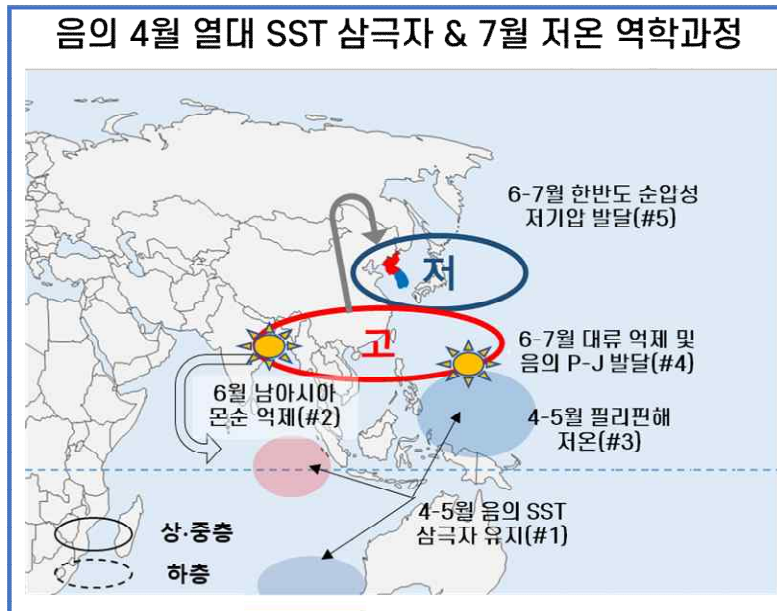 음의 4월 열대 SST 삼극자 & 7월 저온 역학과정
6-7월 한반도 순압성
저기압 발달(#5)
저
고
6-7월 대류 억제 및
음의 P-J 발달(#4)
6월 남아시아
몬순 억제(#2)
4-5월 필리핀해
저온(#3)
4-5월 음의 SST
삼극자 유지(#1)
상·중층
하층